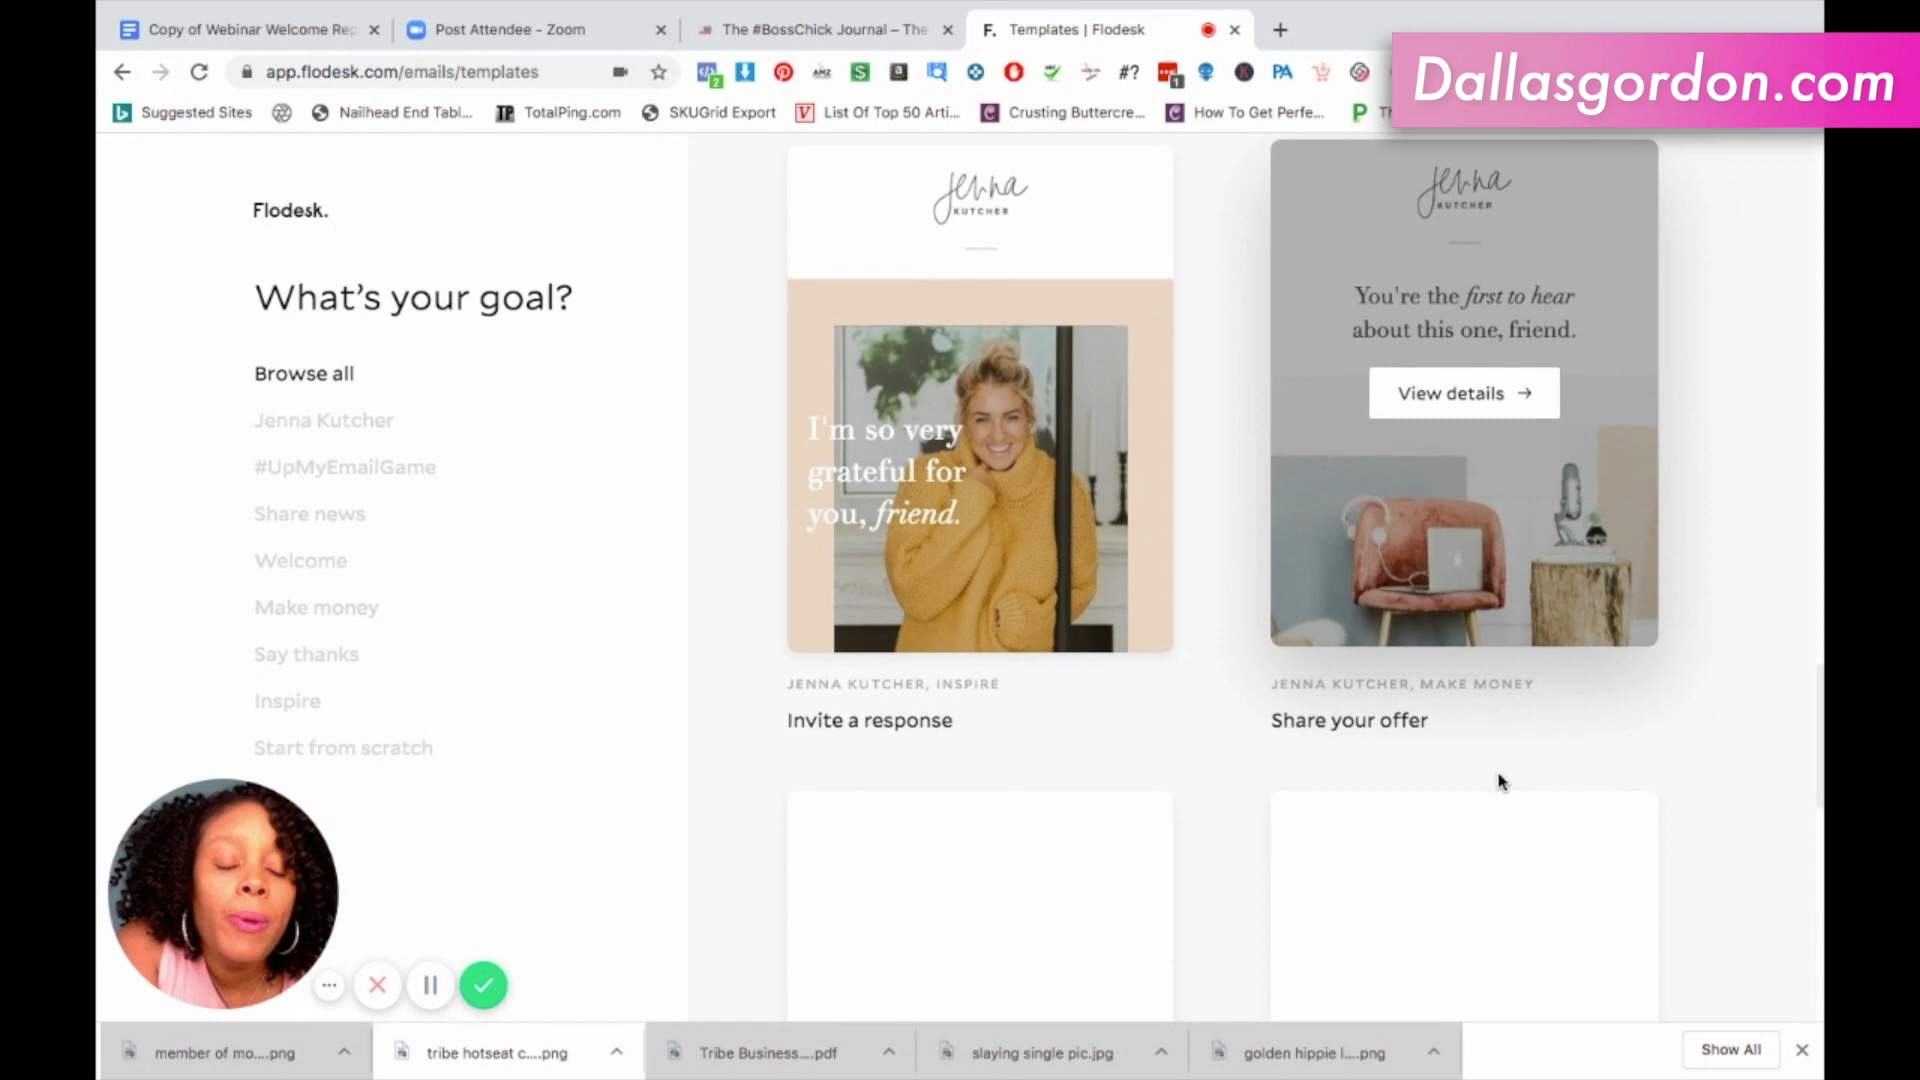 Copy of Webinar Welcome Rep
Post Attendee - Zoom
The #BossChick Journal – The
F. Templates | Flodesk
app.flodesk.com/emails/templates
2
AMZ
#?
1
PA
Dallasgordon.com
Suggested Sites
Nailhead End Tabl...
TP TotalPing.com
SKUGrid Export
V List Of Top 50 Arti...
Crusting Buttercre...
How To Get Perfe...
Flodesk.
What's your goal?
Browse all
Jenna Kutcher
#UpMyEmailGame
Share news
Welcome
Make money
Say thanks
Inspire
Start from scratch
Jenna
KUTCHER
I'm so very
grateful for
you, friend.
JENNA KUTCHER, INSPIRE
Invite a response
Jenna
KUTCHER
You're the first to hear
about this one, friend.
View details →
JENNA KUTCHER, MAKE MONEY
Share your offer
member of mo....png
tribe hotseat c....png
Tribe Business....pdf
slaying single pic.jpg
golden hippie l....png
Show All